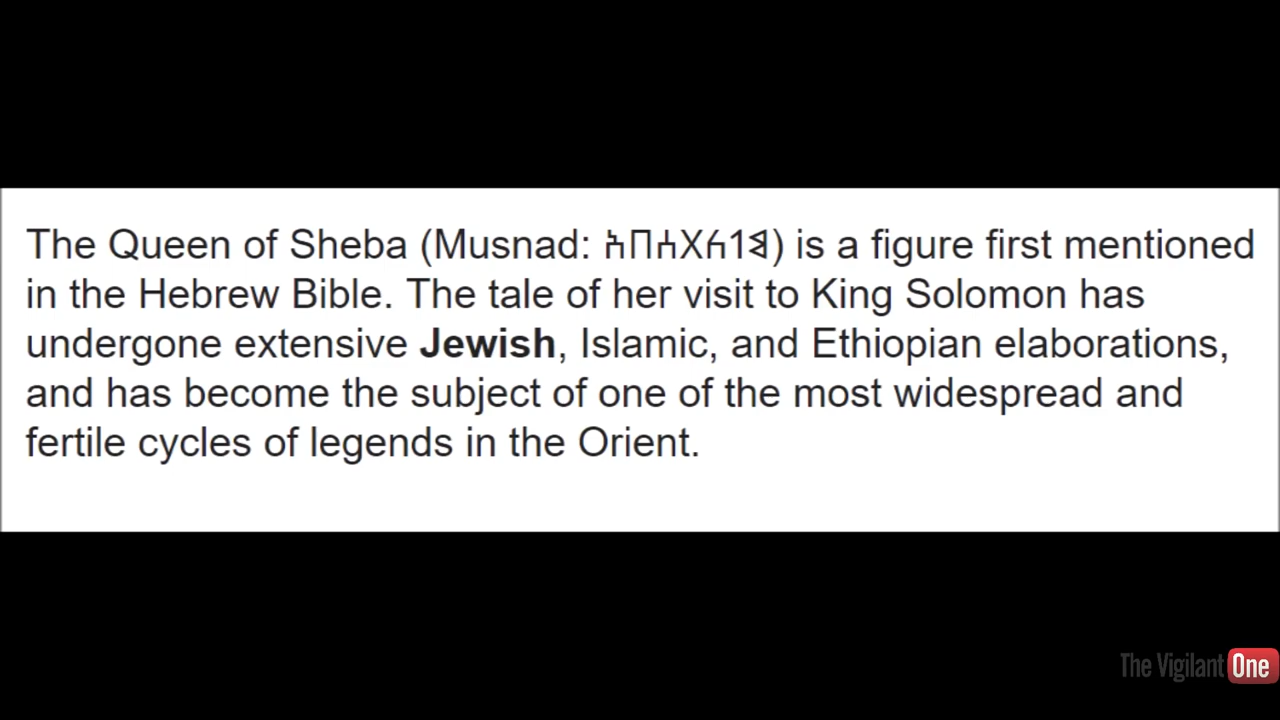 The Queen of Sheba (Musnad: 𐩣𐩡𐩫𐩩𐩪𐩨𐩱) is a figure first mentioned
in the Hebrew Bible. The tale of her visit to King Solomon has
undergone extensive Jewish, Islamic, and Ethiopian elaborations,
and has become the subject of one of the most widespread and
fertile cycles of legends in the Orient.
The Vigilant One